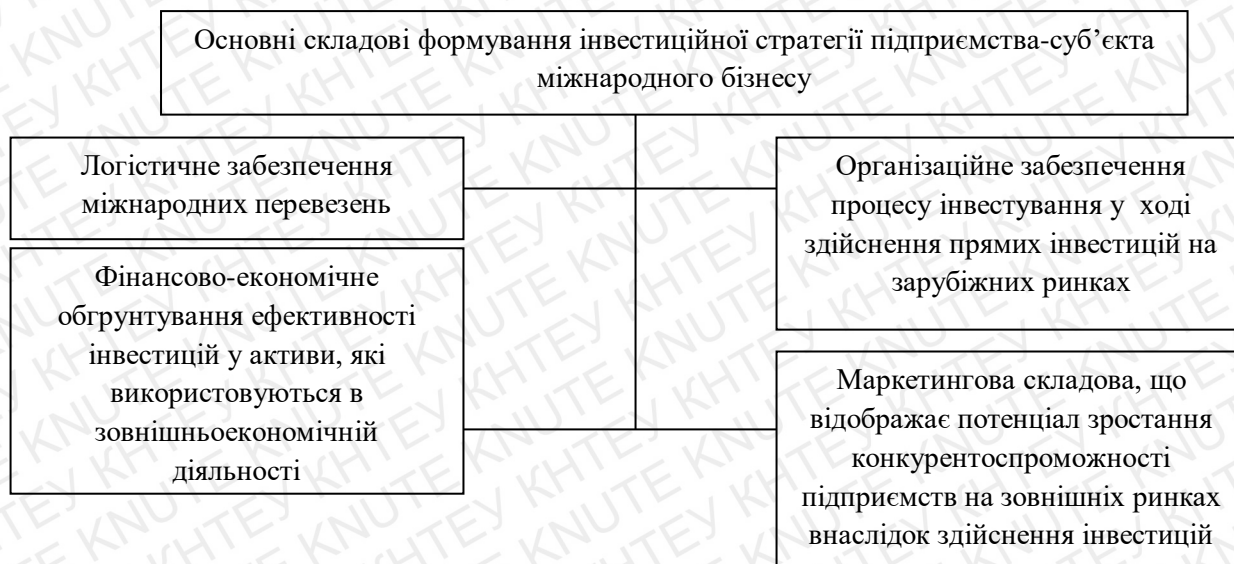 Основні складові формування інвестиційної стратегії підприємства-суб’єкта
міжнародного бізнесу
Логістичне забезпечення
міжнародних перевезень
Організаційне забезпечення
процесу інвестування у ході
здійснення прямих інвестицій на
зарубіжних ринках
Фінансово-економічне
обгрунтування ефективності
інвестицій у активи, які
використовуються в
зовнішньоекономічній
діяльності
Маркетингова складова, що
відображає потенціал зростання
конкурентоспроможності
підприємств на зовнішніх ринках
внаслідок здійснення інвестицій